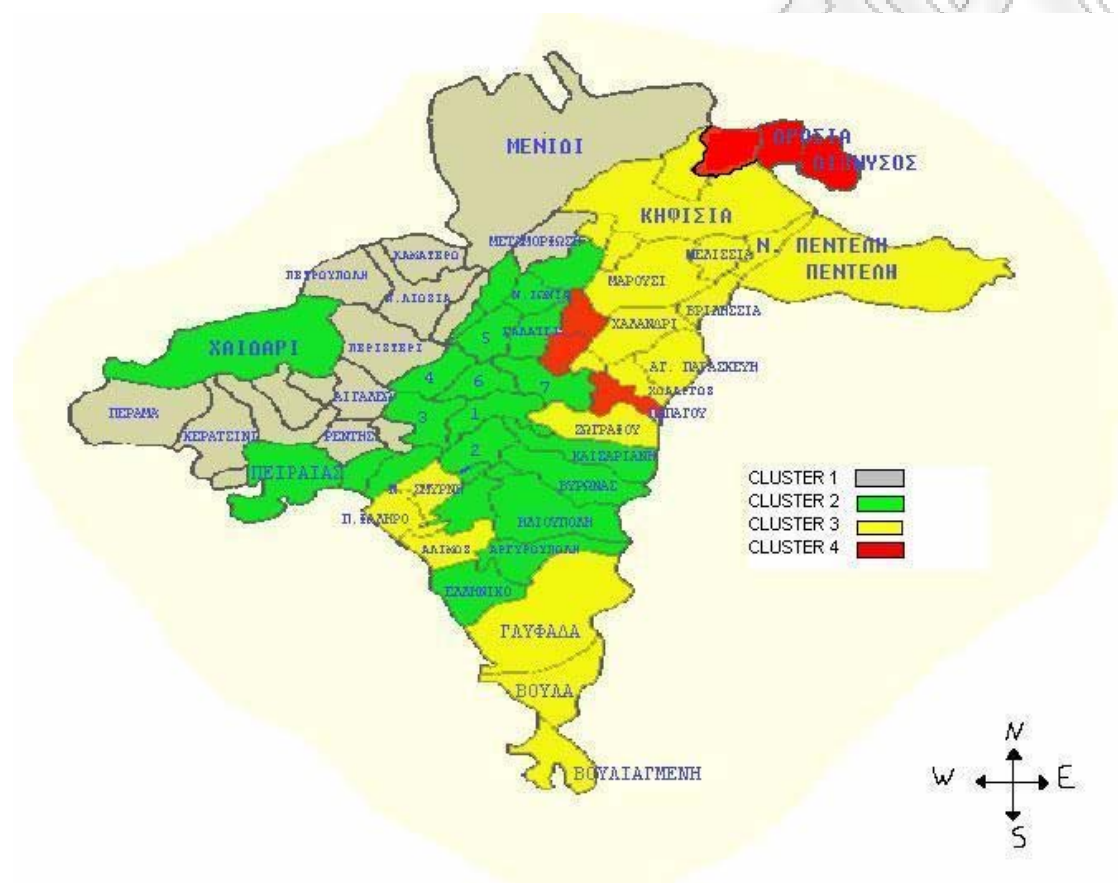 ΔΡΟΣΙΑ
ΜΕΝΙΔΙ
ΔΙΟΝΥΣΟΣ
ΚΗΦΙΣΙΑ
ΜΕΤΑΜΟΡΦΩΣΗ
Ν. ΠΕΝΤΕΛΗ
ΚΑΜΑΤΕΡΟ
ΜΕΛΙΣΣΙΑ
ΠΕΤΡΟΥΠΟΛΗ
ΠΕΝΤΕΛΗ
ΜΑΡΟΥΣΙ
Ν.ΛΙΟΣΙΑ
Ν.ΙΩΝΙΑ
ΒΡΙΛΗΣΣΙΑ
ΧΑΛΑΝΔΡΙ
ΓΑΛΑΤΣΙ
5
ΧΑΙΔΑΡΙ
ΠΕΡΙΣΤΕΡΙ
ΑΓ. ΠΑΡΑΣΚΕΥΗ
4
6
7
ΧΟΛΑΡΓΟΣ
ΑΙΓΑΛΕΩ
ΠΑΠΑΓΟΥ
ΠΕΡΑΜΑ
3
1
ΖΩΓΡΑΦΟΥ
ΚΕΡΑΤΣΙΝΙ
ΡΕΝΤΗΣ
2
ΚΑΙΣΑΡΙΑΝΗ
ΠΕΙΡΑΙΑΣ
ΒΥΡΩΝΑΣ
Ν. ΣΜΥΡΝΗ
Π.ΦΑΛΗΡΟ
ΗΛΙΟΥΠΟΛΗ
ΑΛΙΜΟΣ
ΑΡΓΥΡΟΥΠΟΛΗ
ΕΛΛΗΝΙΚΟ
ΓΛΥΦΑΔΑ
ΒΟΥΛΑ
ΒΟΥΛΙΑΓΜΕΝΗ
CLUSTER 1
CLUSTER 2
CLUSTER 3
CLUSTER 4
N
W E
S